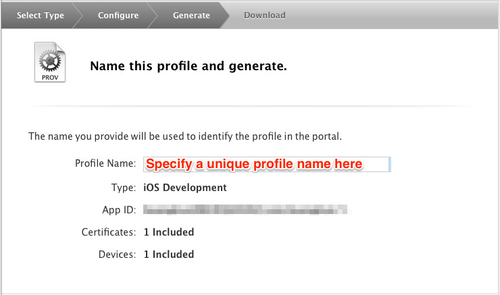 Select Type Configure Generate Download
PROV
Name this profile and generate.
The name you provide will be used to identify the profile in the portal.
Profile Name: Specify a unique profile name here
Type: iOS Development
App ID:
Certificates: 1 Included
Devices: 1 Included